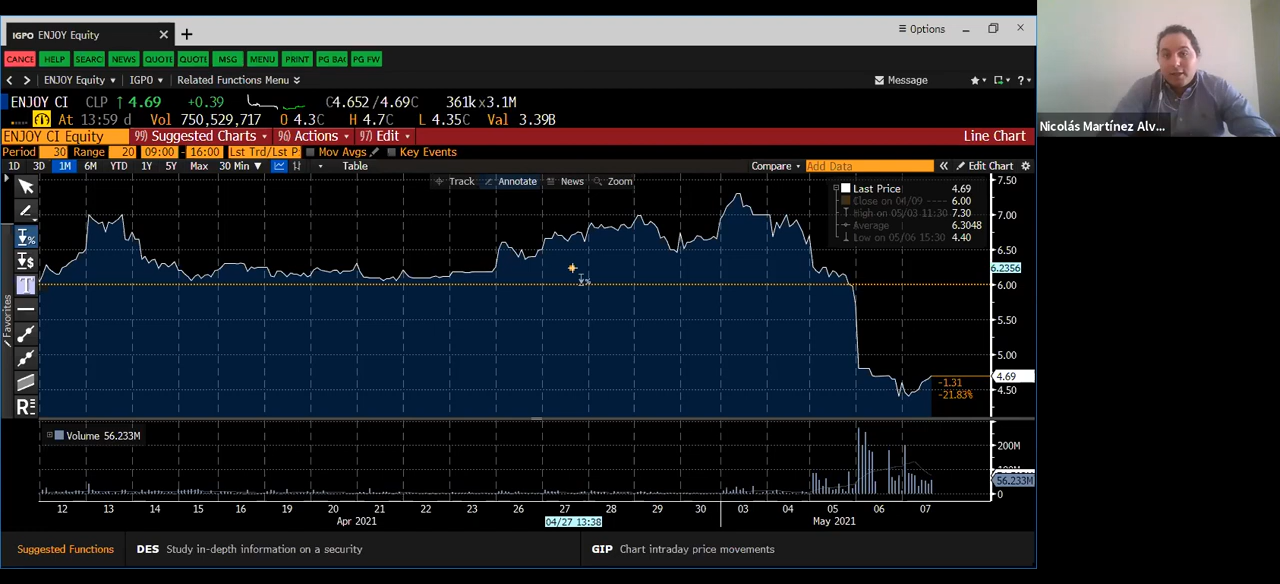 IGPO ENJOY Equity
Options
CANCE HELP SEARC NEWS QUOTE QUOTE MSG MENU PRINT PG BAC PG FW
ENJOY Equity IGPO Related Functions Menu Message
ENJOY CI CLP ↑ 4.69 +0.39 C4.652 / 4.69C 361k x 3.1M
At 13:59 d Vol 750,529,717 O 4.3C H 4.7C L 4.35C Val 3.39B
ENJOY CI Equity 99) Suggested Charts 96) Actions 97) Edit Line Chart
Period 30 Range 20 09:00 - 16:00 Lst Trd/Lst P Mov Avgs Key Events
1D 3D 1M 6M YTD 1Y 5Y Max 30 Min ▼ Table Compare Add Data Edit Chart
Track Annotate News Zoom
Last Price 4.69
Close on 04/09 ---- 6.00
High on 05/03 11:30 7.30
Average 6.3048
Low on 05/06 15:30 4.40
7.50
7.00
6.50
6.2356
6.00
5.50
5.00
4.69
4.50
-1.31
-21.83%
Favorites
Volume 56.233M
200M
56.233M
0
12 13 14 15 16 19 20 21 22 23 26 27 28 29 30 03 04 05 06 07
Apr 2021 04/27 13:38 May 2021
Suggested Functions DES Study in-depth information on a security GIP Chart intraday price movements
Nicolás Martínez Alv...